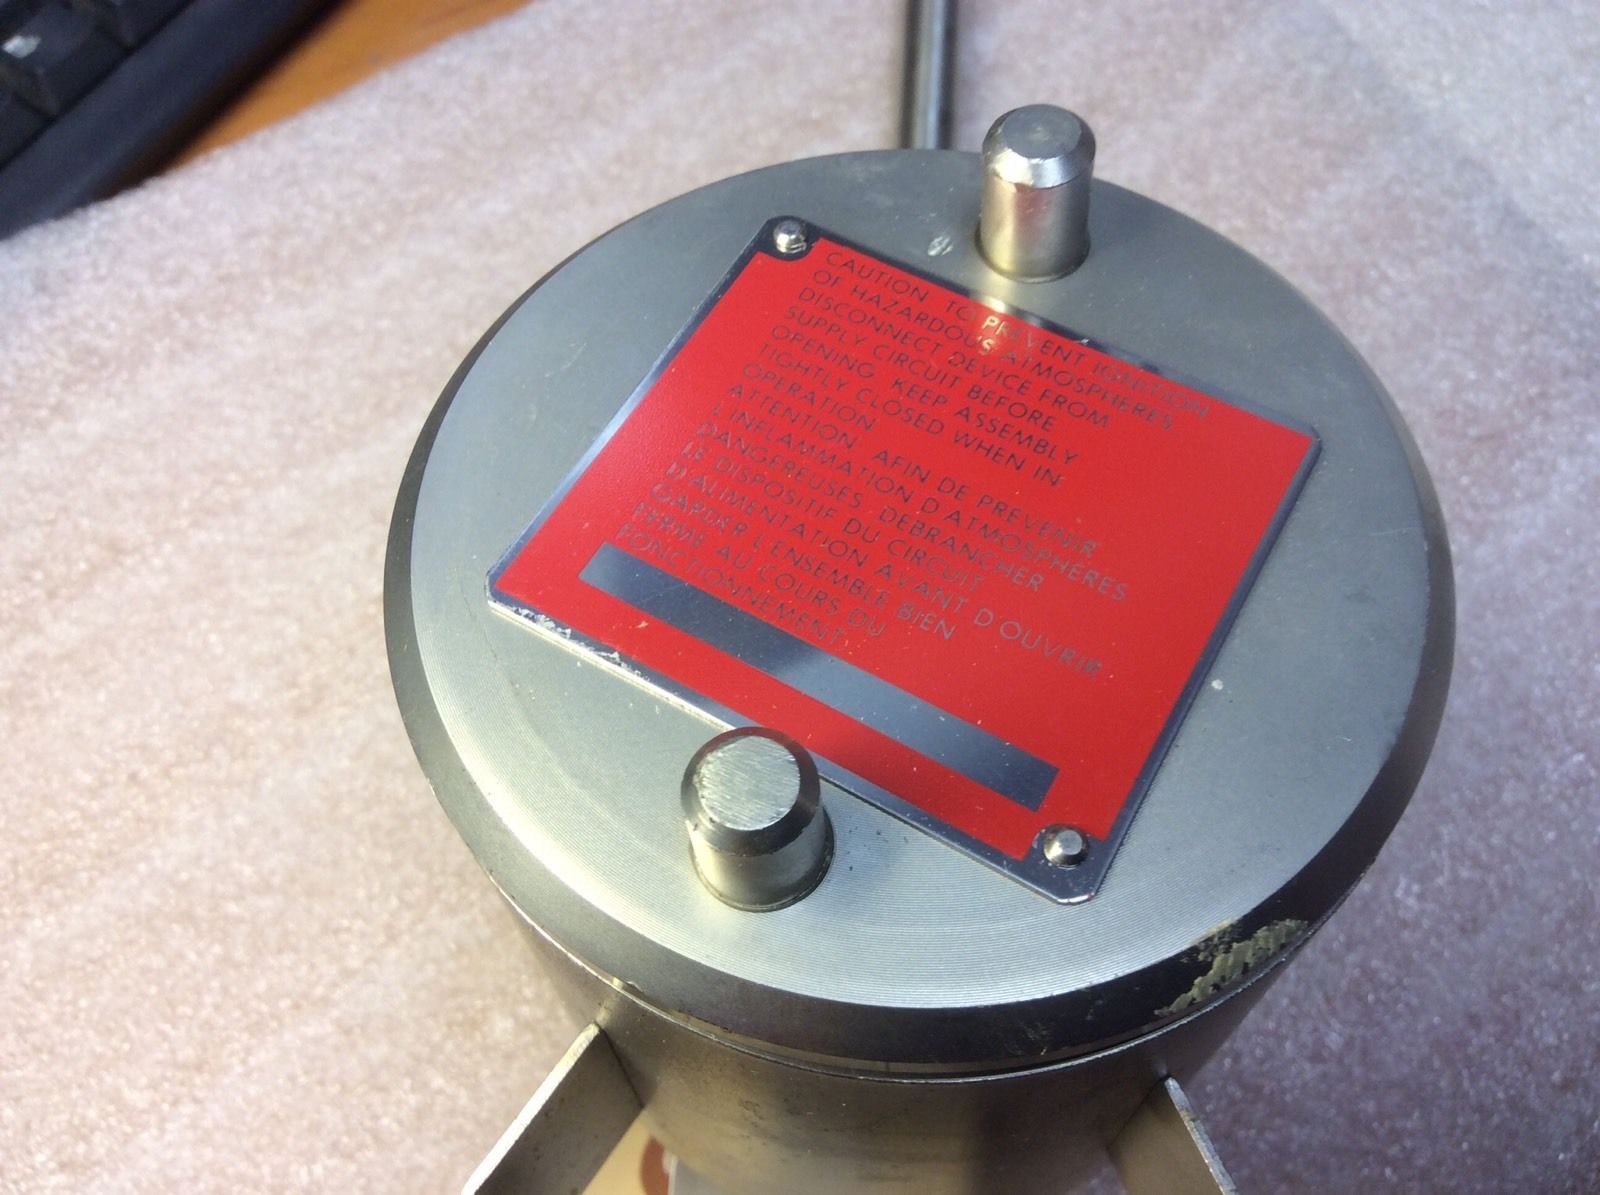 CAUTION TO PREVENT IGNITION
OF HAZARDOUS ATMOSPHERES
DISCONNECT DEVICE FROM
SUPPLY CIRCUIT BEFORE
OPENING KEEP ASSEMBLY
TIGHTLY CLOSED WHEN IN
OPERATION
ATTENTION AFIN DE PREVENIR
L'INFLAMMATION D'ATMOSPHERES
DANGEREUSES DEBRANCHER
LE DISPOSITIF DU CIRCUIT
D'ALIMENTATION AVANT D'OUVRIR
GARDER L'ENSEMBLE BIEN
FERME AU COURS DU
FONCTIONNEMENT